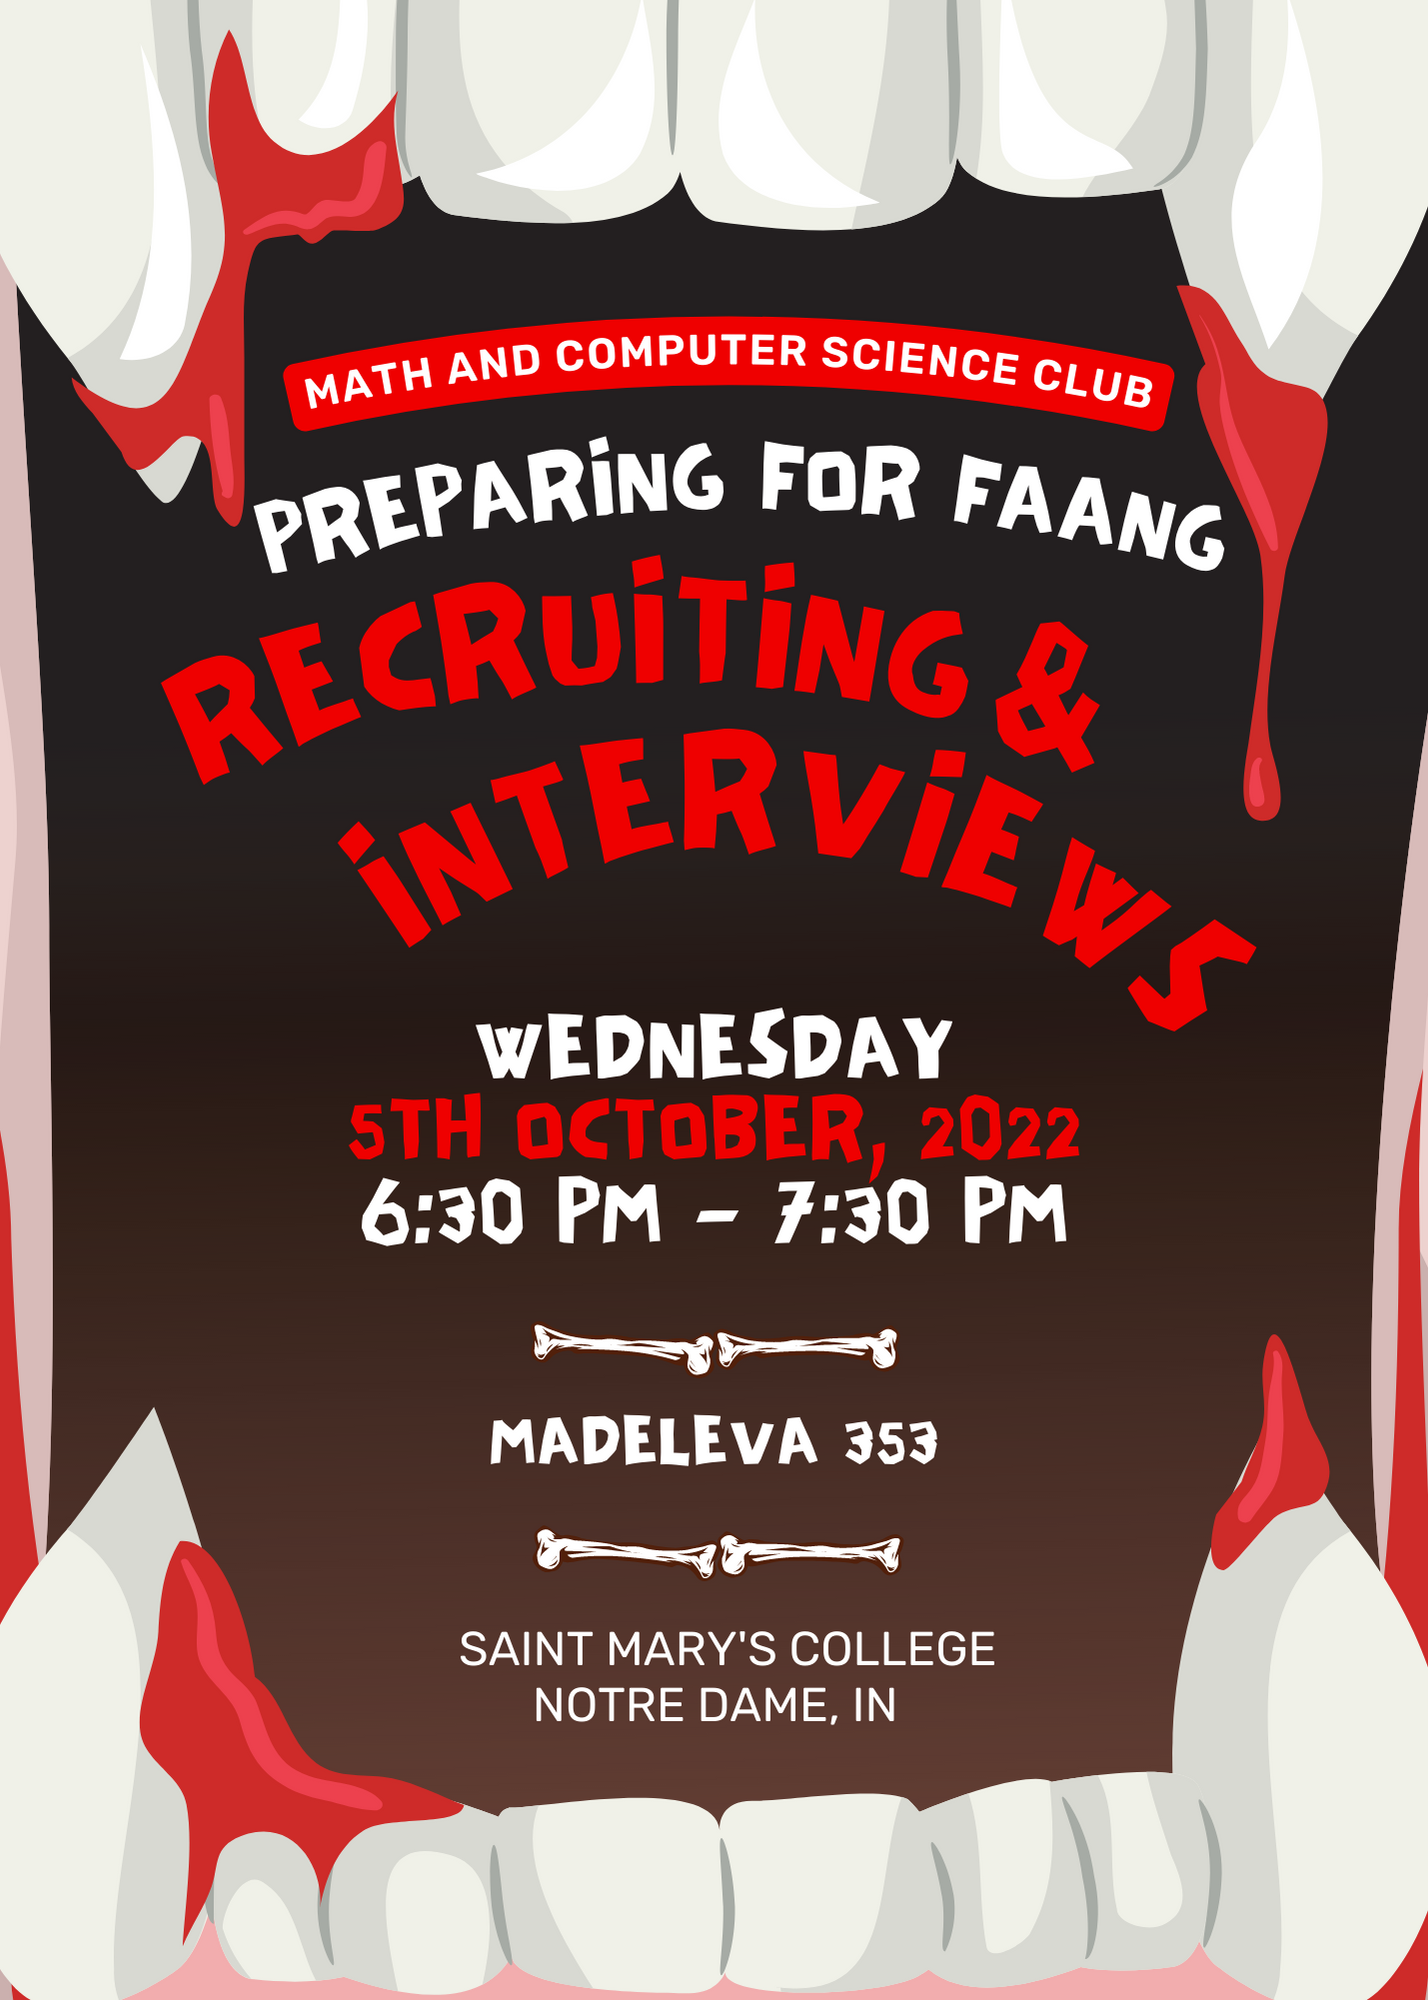 MATH AND COMPUTER SCIENCE CLUB
PREPARING FOR FAANG
RECRUITING &
INTERVIEWS
WEDNESDAY
5TH OCTOBER, 2022
6:30 PM - 7:30 PM
MADELEVA 353
SAINT MARY'S COLLEGE
NOTRE DAME, IN